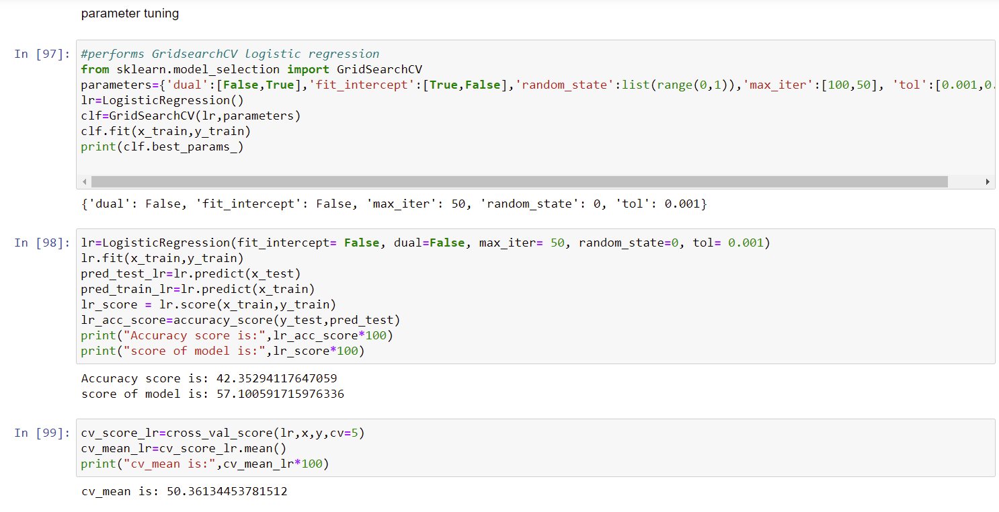 parameter tuning
In [97]:
#performs GridsearchCV logistic regression
from sklearn.model_selection import GridSearchCV
parameters={'dual':[False,True],'fit_intercept':[True,False],'random_state':list(range(0,1)),'max_iter':[100,50], 'tol':[0.001,0.
lr=LogisticRegression()
clf=GridSearchCV(lr,parameters)
clf.fit(x_train,y_train)
print(clf.best_params_)
{'dual': False, 'fit_intercept': False, 'max_iter': 50, 'random_state': 0, 'tol': 0.001}
In [98]:
lr=LogisticRegression(fit_intercept= False, dual=False, max_iter= 50, random_state=0, tol= 0.001)
lr.fit(x_train,y_train)
pred_test_lr=lr.predict(x_test)
pred_train_lr=lr.predict(x_train)
lr_score = lr.score(x_train,y_train)
lr_acc_score=accuracy_score(y_test,pred_test)
print("Accuracy score is:",lr_acc_score*100)
print("score of model is:",lr_score*100)
Accuracy score is: 42.35294117647059
score of model is: 57.100591715976336
In [99]:
cv_score_lr=cross_val_score(lr,x,y,cv=5)
cv_mean_lr=cv_score_lr.mean()
print("cv_mean is:",cv_mean_lr*100)
cv_mean is: 50.36134453781512